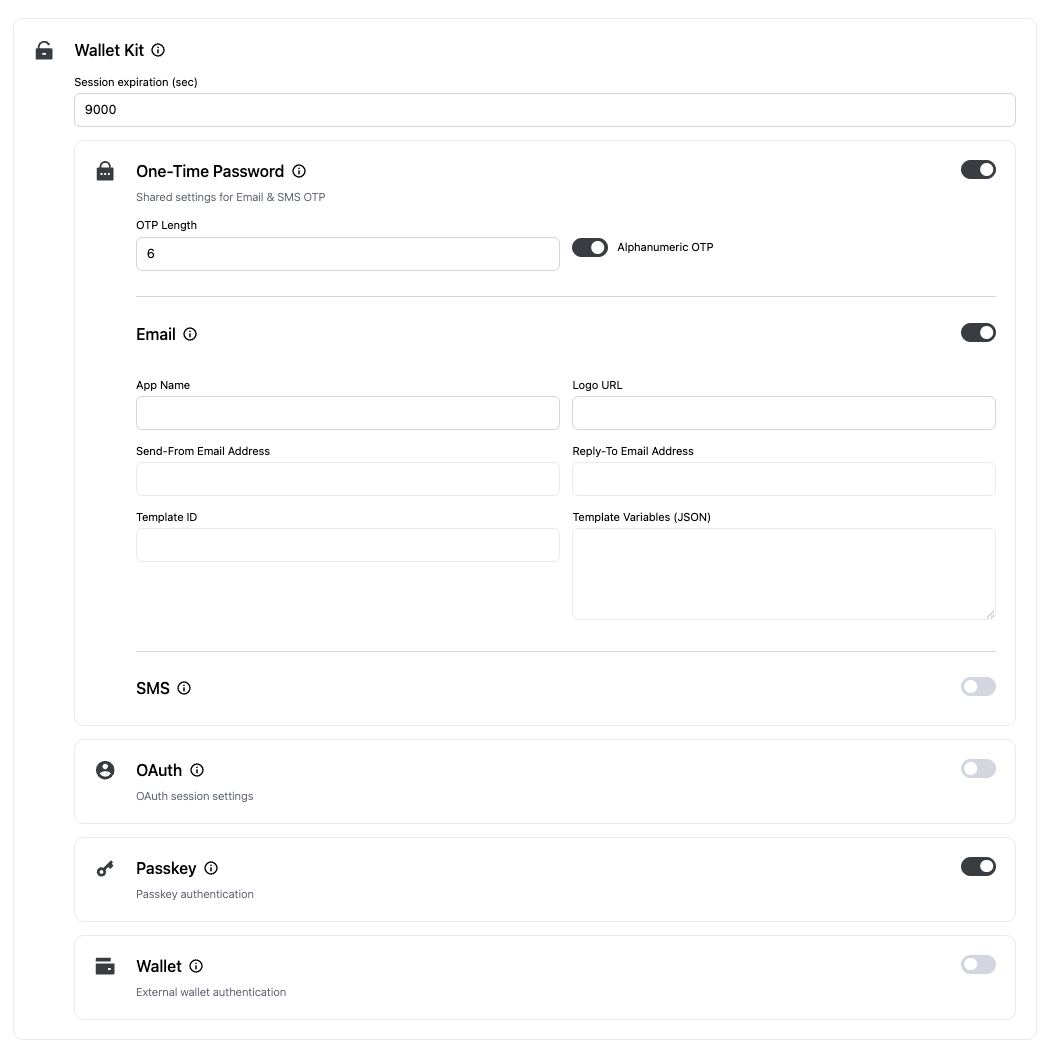 Wallet Kit
Session expiration (sec)
9000
One-Time Password
Shared settings for Email & SMS OTP
OTP Length
6
Alphanumeric OTP
Email
App Name
Logo URL
Send-From Email Address
Reply-To Email Address
Template ID
Template Variables (JSON)
SMS
OAuth
OAuth session settings
Passkey
Passkey authentication
Wallet
External wallet authentication